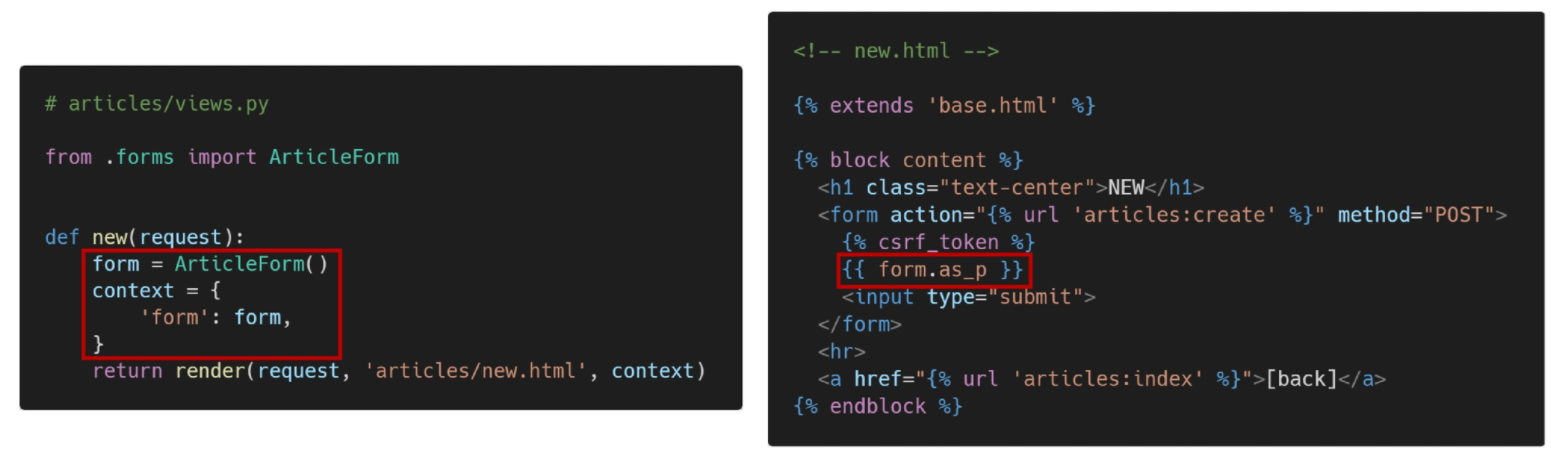 # articles/views.py
from .forms import ArticleForm
def new(request):
    form = ArticleForm()
    context = {
        'form': form,
    }
    return render(request, 'articles/new.html', context)
<!-- new.html -->
{% extends 'base.html' %}
{% block content %}
  <h1 class="text-center">NEW</h1>
  <form action="{% url 'articles:create' %}" method="POST">
    {% csrf_token %}
    {{ form.as_p }}
    <input type="submit">
  </form>
  <hr>
  <a href="{% url 'articles:index' %}">[back]</a>
{% endblock %}